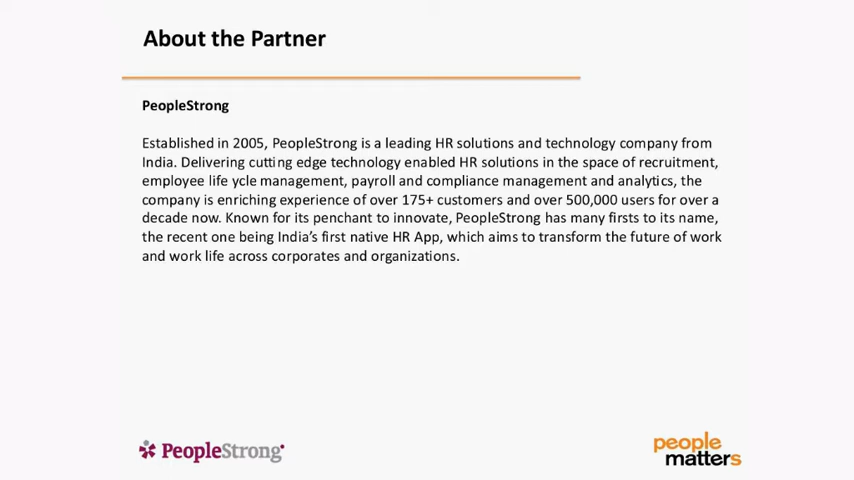 About the Partner
PeopleStrong
Established in 2005, PeopleStrong is a leading HR solutions and technology company from
India. Delivering cutting edge technology enabled HR solutions in the space of recruitment,
employee life ycle management, payroll and compliance management and analytics, the
company is enriching experience of over 175+ customers and over 500,000 users for over a
decade now. Known for its penchant to innovate, PeopleStrong has many firsts to its name,
the recent one being India's first native HR App, which aims to transform the future of work
and work life across corporates and organizations.
PeopleStrong
people
matters